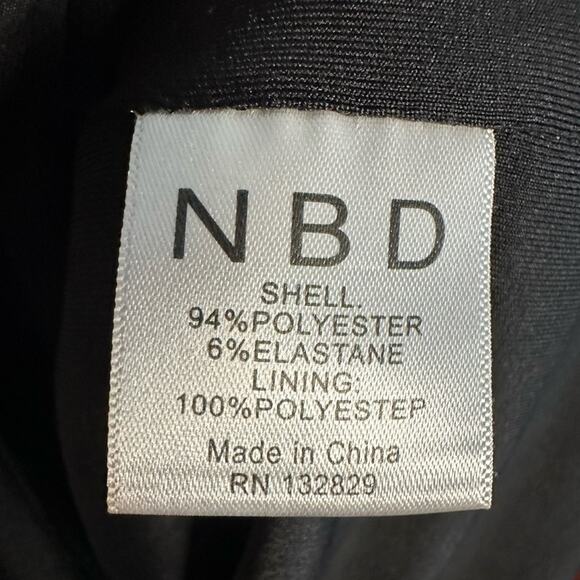 NBD
SHELL.
94%POLYESTER
6%ELASTANE
LINING:
100%POLYESTEP
Made in China
RN 132829